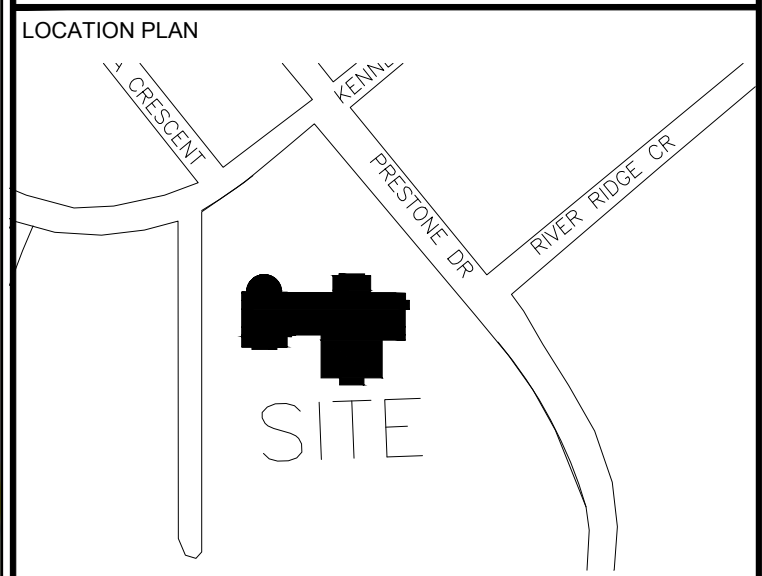 LOCATION PLAN
CRESCENT
PRESTONE DR
RIVER RIDGE CR
SITE